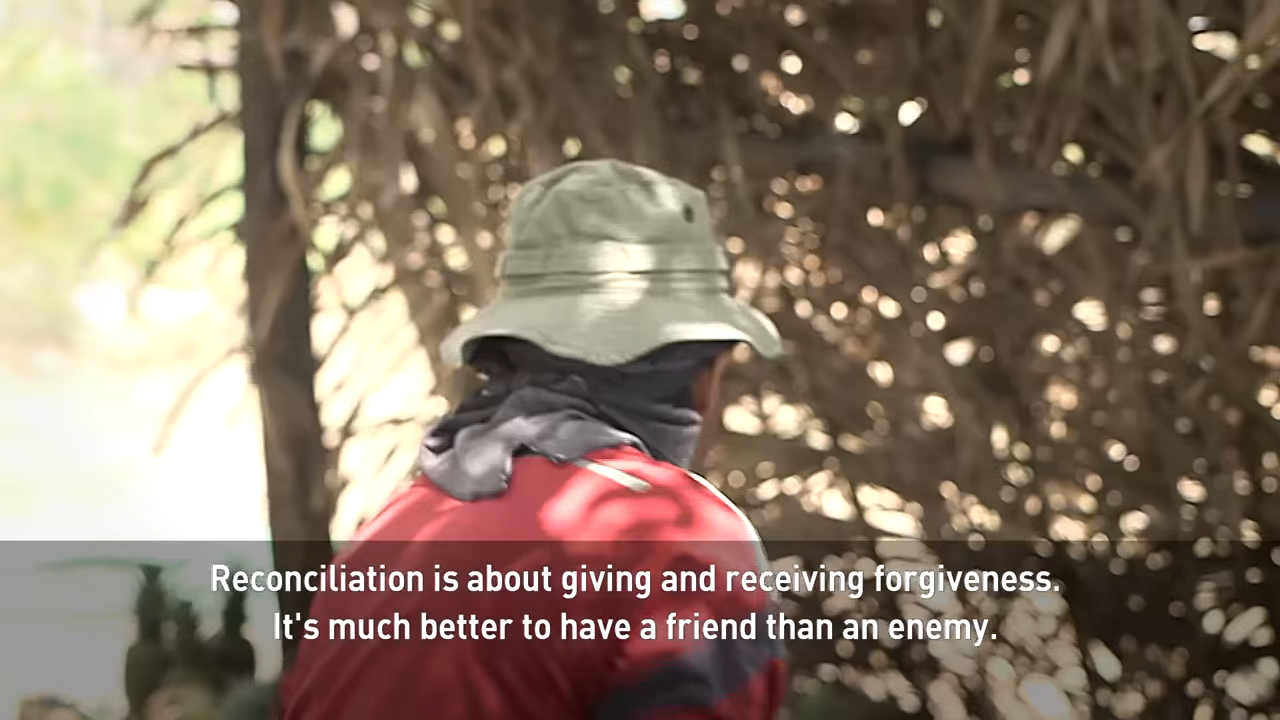 Reconciliation is about giving and receiving forgiveness.
It's much better to have a friend than an enemy.